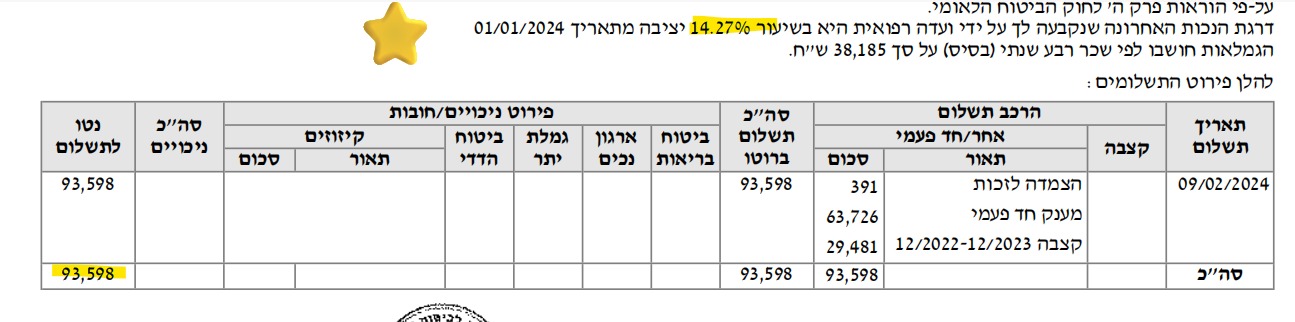 על-פי הוראות פרק ה' לחוק הביטוח הלאומי.
דרגת הנכות האחרונה שנקבעה לך על ידי ועדה רפואית היא בשיעור 14.27% יציבה מתאריך 01/01/2024
הגמלאות חושבו לפי שכר רבע שנתי (בסיס) על סך 38,185 ש"ח.
להלן פירוט התשלומים :
תאריך תשלום הרכב תשלום סה"כ תשלום ברוטו פירוט ניכויים/חובות סה"כ ניכויים נטו לתשלום
קצבה אחר/חד פעמי ביטוח בריאות ארגון נכים גמלת יתר ביטוח הדדי קיזוזים
תאור סכום תאור סכום
09/02/2024 הצמדה לזכות 391 93,598 93,598
מענק חד פעמי 63,726
קצבה 12/2022-12/2023 29,481
סה"כ 93,598 93,598 93,598